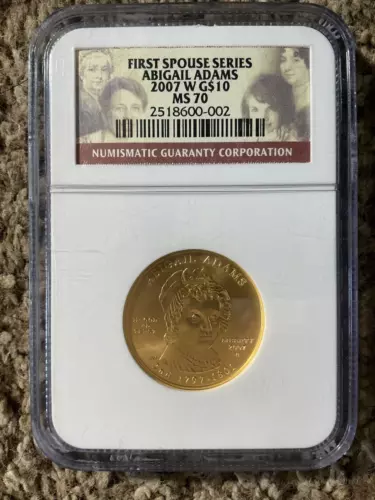 FIRST SPOUSE SERIES
ABIGAIL ADAMS
2007 W G$10
MS 70
2518600-002
NUMISMATIC GUARANTY CORPORATION
ABIGAIL ADAMS